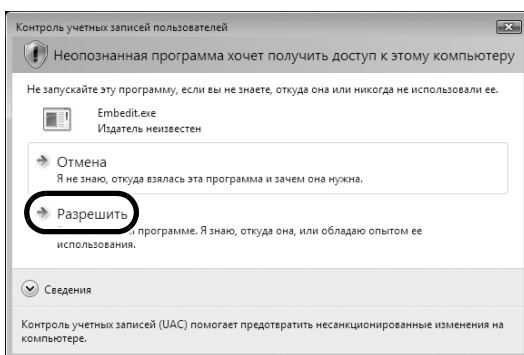 Контроль учетных записей пользователей
Неопознанная программа хочет получить доступ к этому компьютеру
Не запускайте эту программу, если вы не знаете, откуда она или никогда не использовали ее.
Embedit.exe
Издатель неизвестен
Отмена
Я не знаю, откуда взялась эта программа и зачем она нужна.
Разрешить
программе. Я знаю, откуда она, или обладаю опытом ее
использования.
Сведения
Контроль учетных записей (UAC) помогает предотвратить несанкционированные изменения на
компьютере.